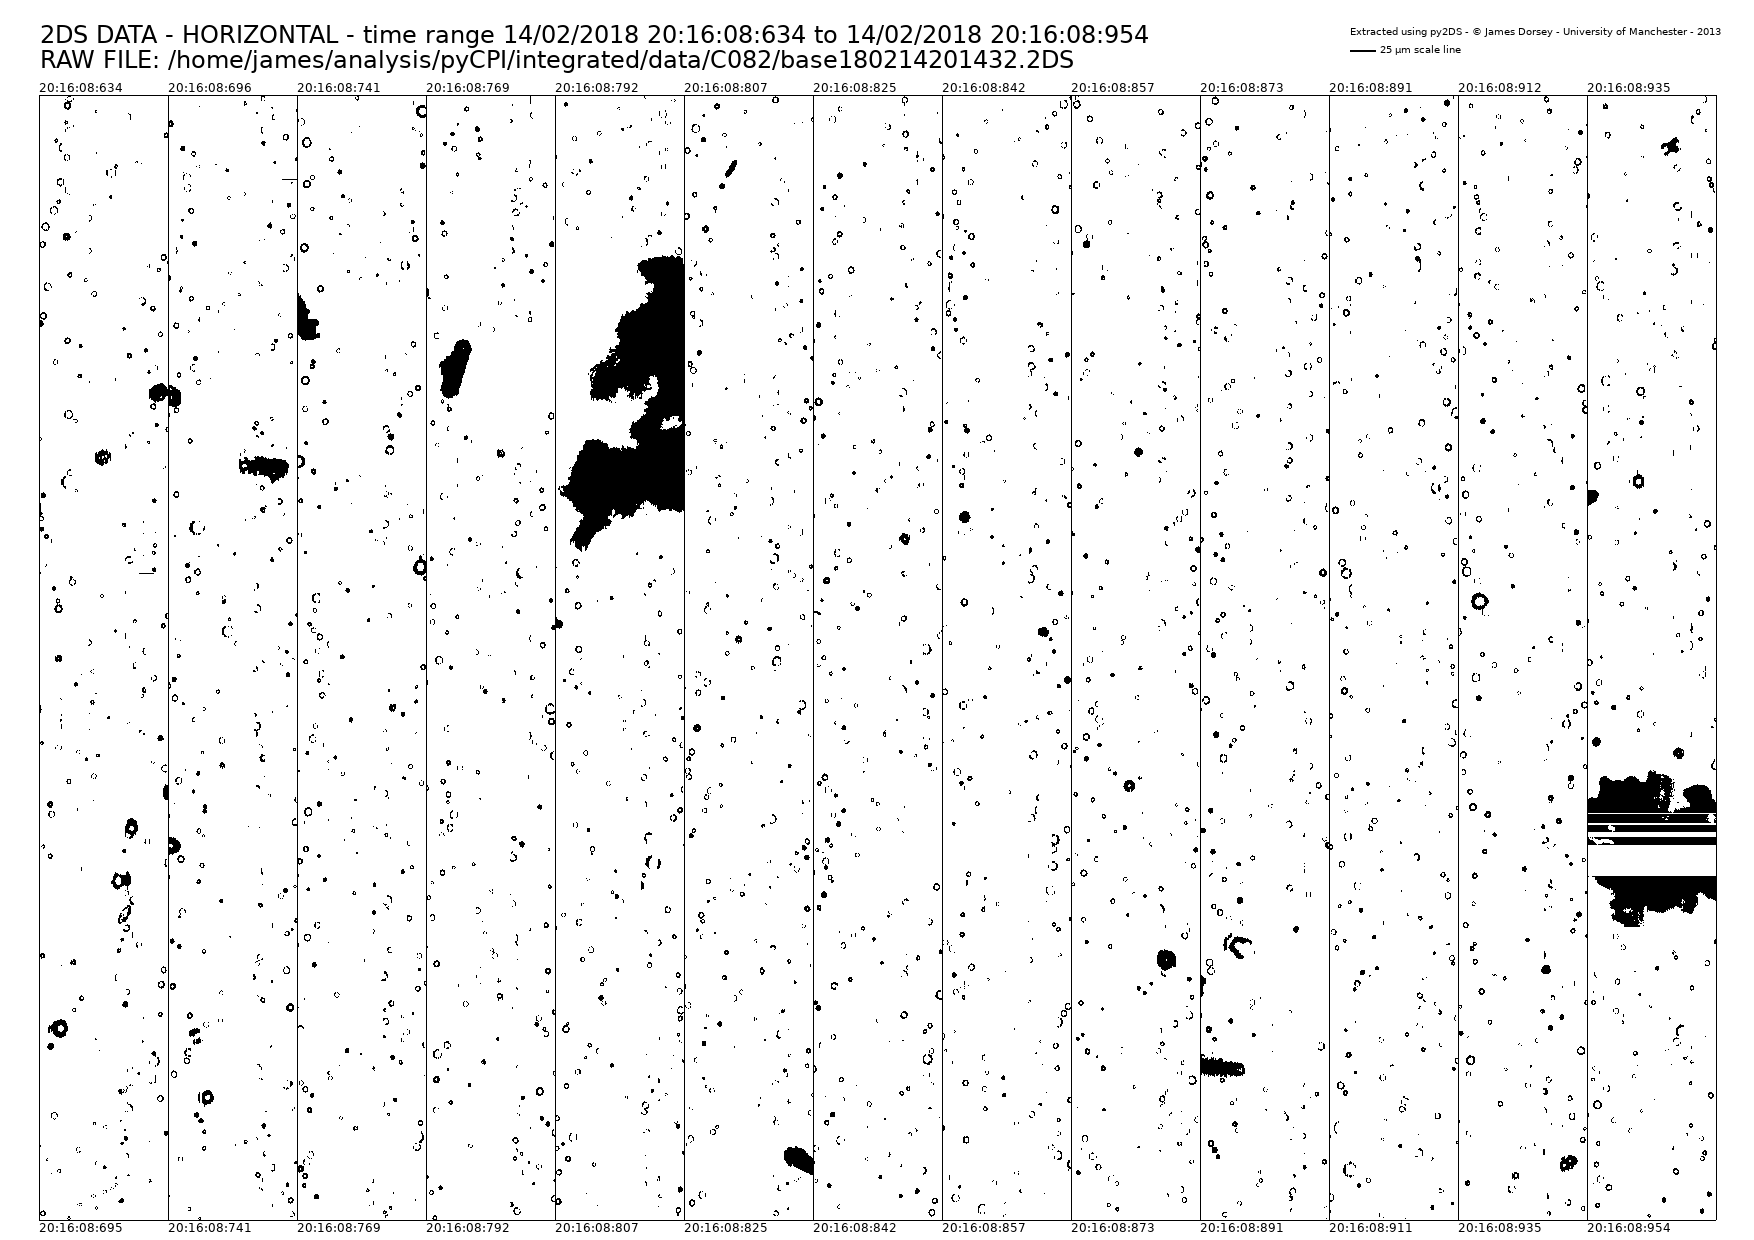 2DS DATA - HORIZONTAL - time range 14/02/2018 20:16:08:634 to 14/02/2018 20:16:08:954
RAW FILE: /home/james/analysis/pyCPI/integrated/data/C082/base180214201432.2DS
Extracted using py2DS - © James Dorsey - University of Manchester - 2013
25 µm scale line
20:16:08:634 20:16:08:696 20:16:08:741 20:16:08:769 20:16:08:792 20:16:08:807 20:16:08:825 20:16:08:842 20:16:08:857 20:16:08:873 20:16:08:891 20:16:08:912 20:16:08:935
20:16:08:695 20:16:08:741 20:16:08:769 20:16:08:792 20:16:08:807 20:16:08:825 20:16:08:842 20:16:08:857 20:16:08:873 20:16:08:891 20:16:08:911 20:16:08:935 20:16:08:954